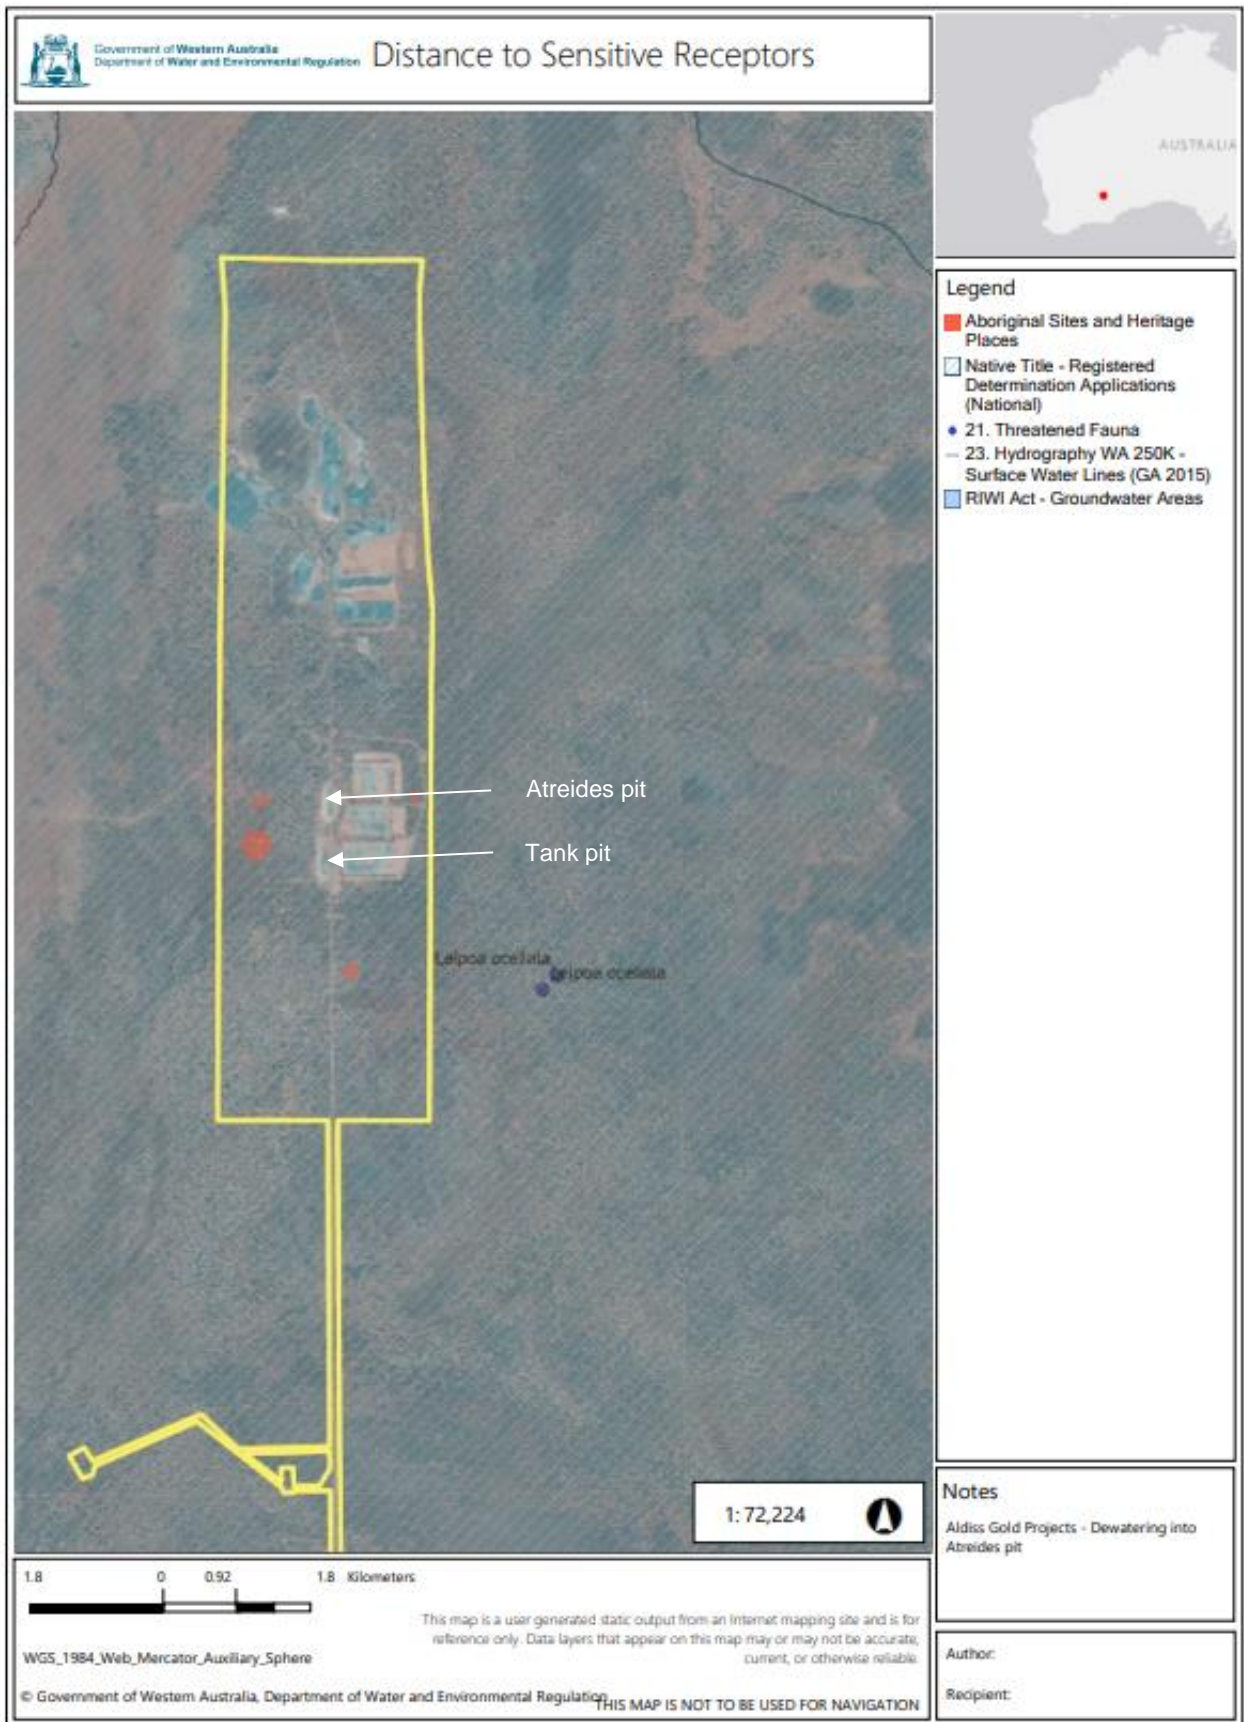 Government of Western Australia
Department of Water and Environmental Regulation
Distance to Sensitive Receptors
AUSTRALIA
Legend
Aboriginal Sites and Heritage
Places
Native Title - Registered
Determination Applications
(National)
21. Threatened Fauna
23. Hydrography WA 250K -
Surface Water Lines (GA 2015)
RIWI Act - Groundwater Areas
Atreides pit
Tank pit
Leipoa ocellata
Leipoa ocellata
1: 72,224
Notes
Aldiss Gold Projects - Dewatering into
Atreides pit
1.8 0 0.92 1.8 Kilometers
This map is a user generated static output from an Internet mapping site and is for
reference only. Data layers that appear on this map may or may not be accurate,
current, or otherwise reliable.
WGS_1984_Web_Mercator_Auxiliary_Sphere
© Government of Western Australia, Department of Water and Environmental Regulation
THIS MAP IS NOT TO BE USED FOR NAVIGATION
Author:
Recipient: